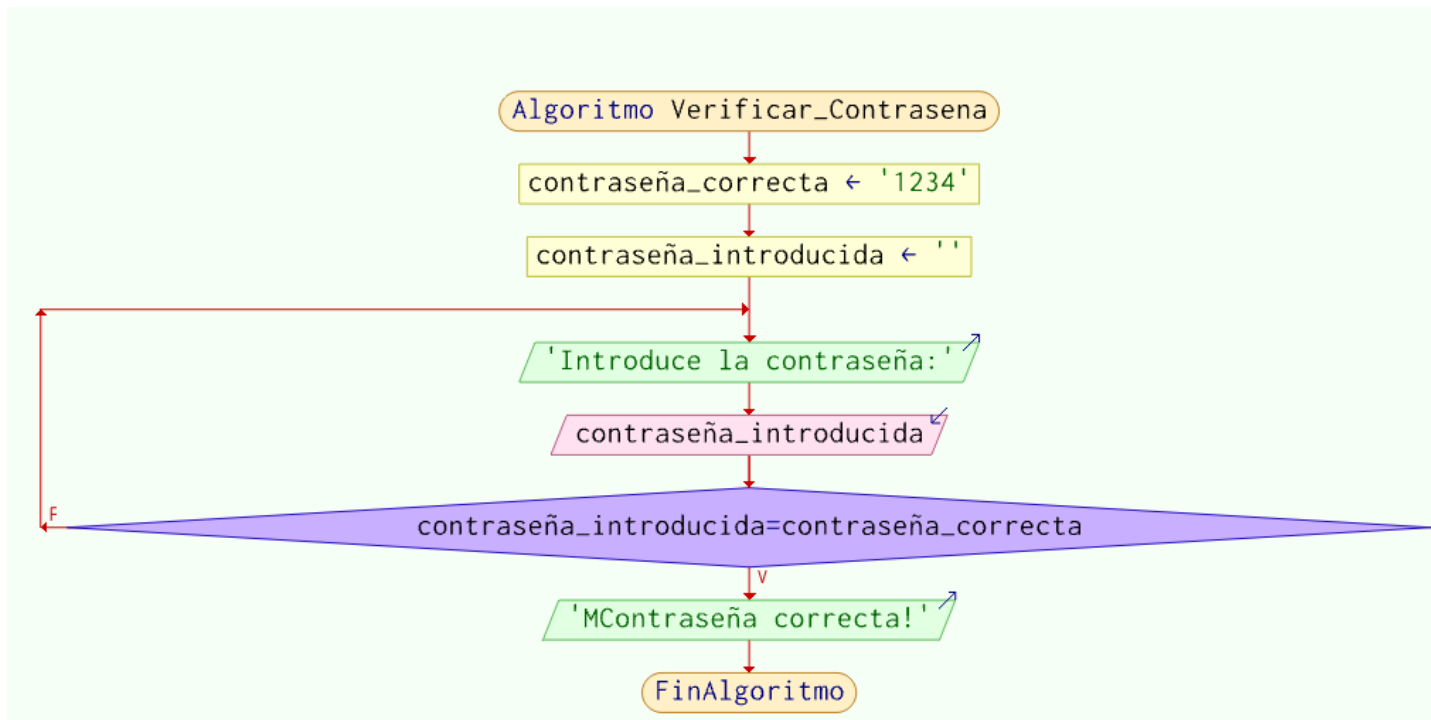 Algoritmo Verificar_Contrasena
contraseña_correcta ← '1234'
contraseña_introducida ← ''
'Introduce la contraseña:'
contraseña_introducida
F
contraseña_introducida=contraseña_correcta
V
'MContraseña correcta!'
FinAlgoritmo